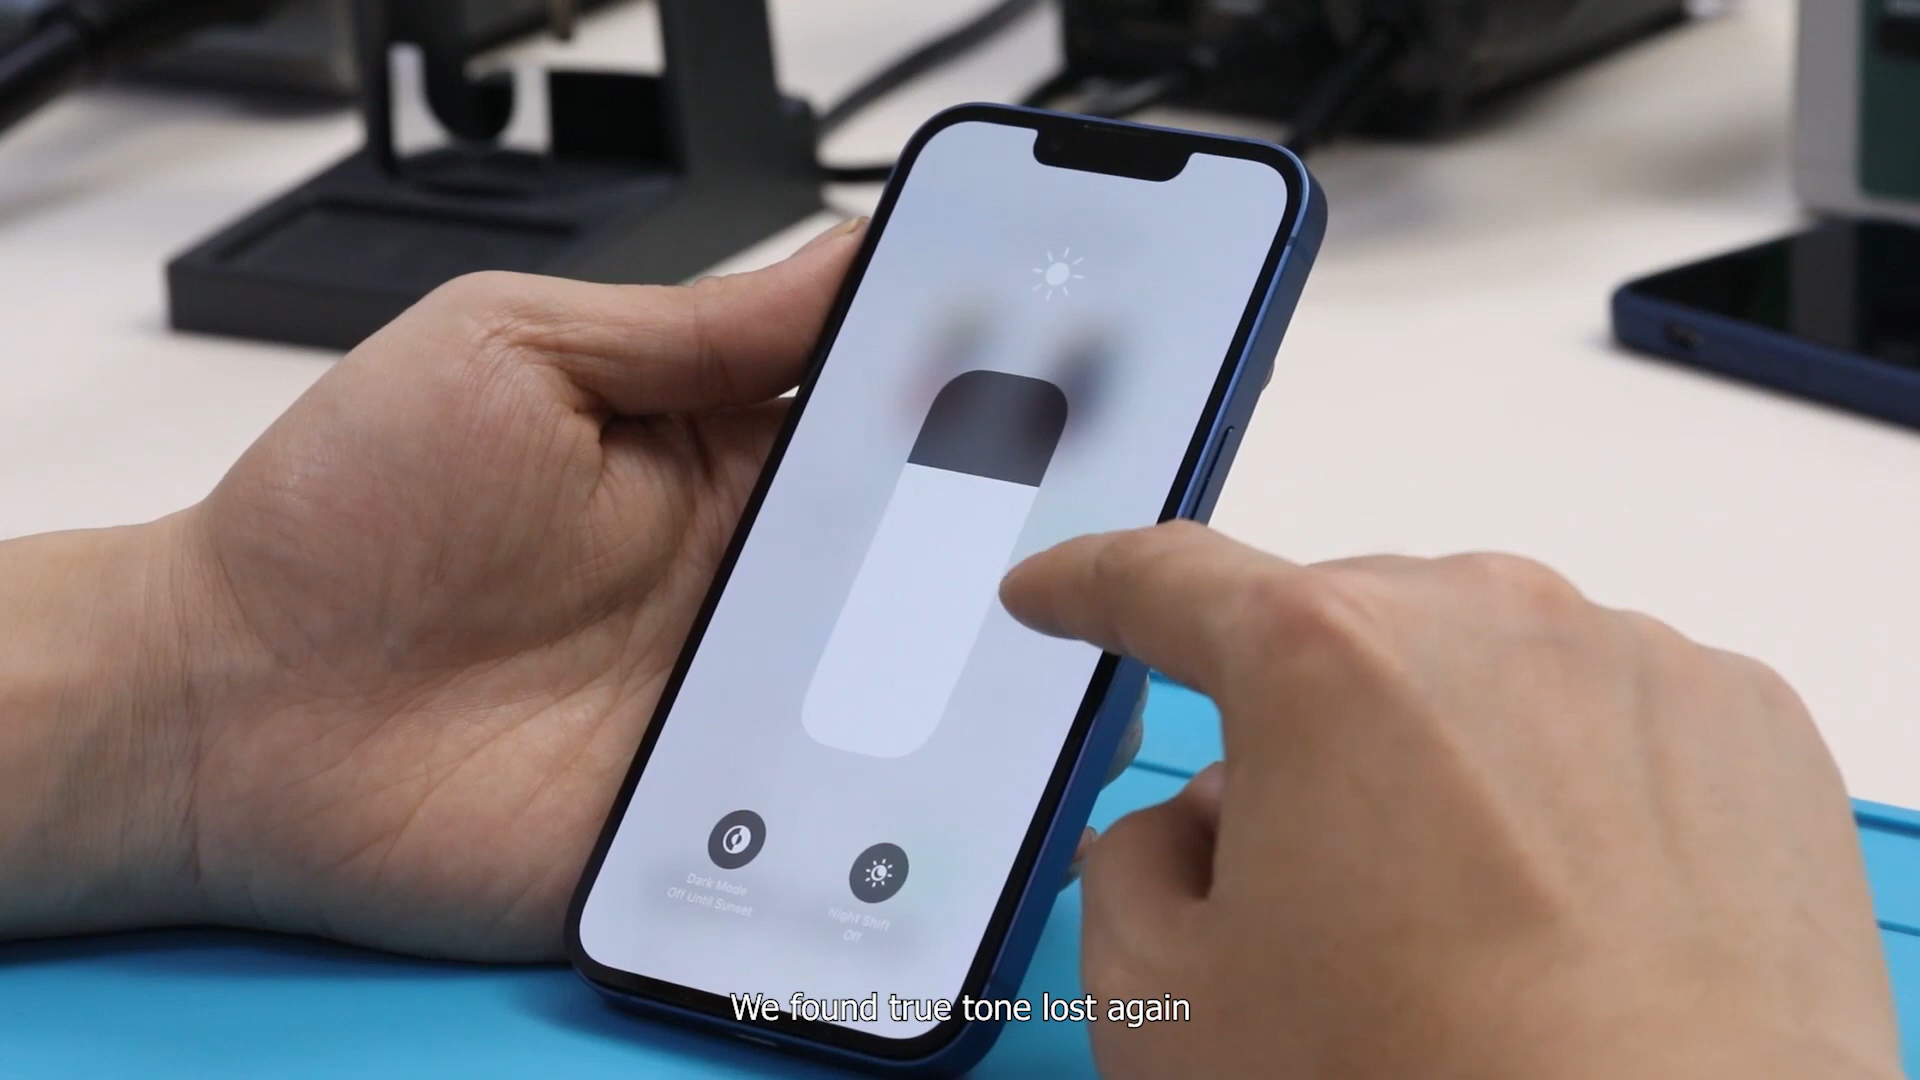 Dark Mode
Off Until Sunset
Night Shift
Off
We found true tone lost again